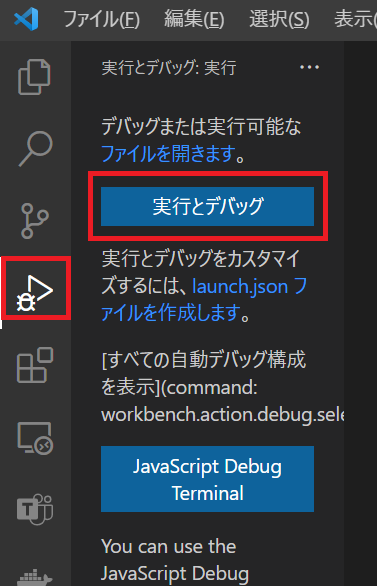 ファイル(F) 編集(E) 選択(S) 表示(
実行とデバッグ: 実行 ···
デバッグまたは実行可能な
ファイルを開きます。
実行とデバッグ
実行とデバッグをカスタマイ
ズするには、launch.json フ
ァイルを作成します。
[すべての自動デバッグ構成
を表示](command:
workbench.action.debug.sele
JavaScript Debug
Terminal
You can use the
JavaScript Debug